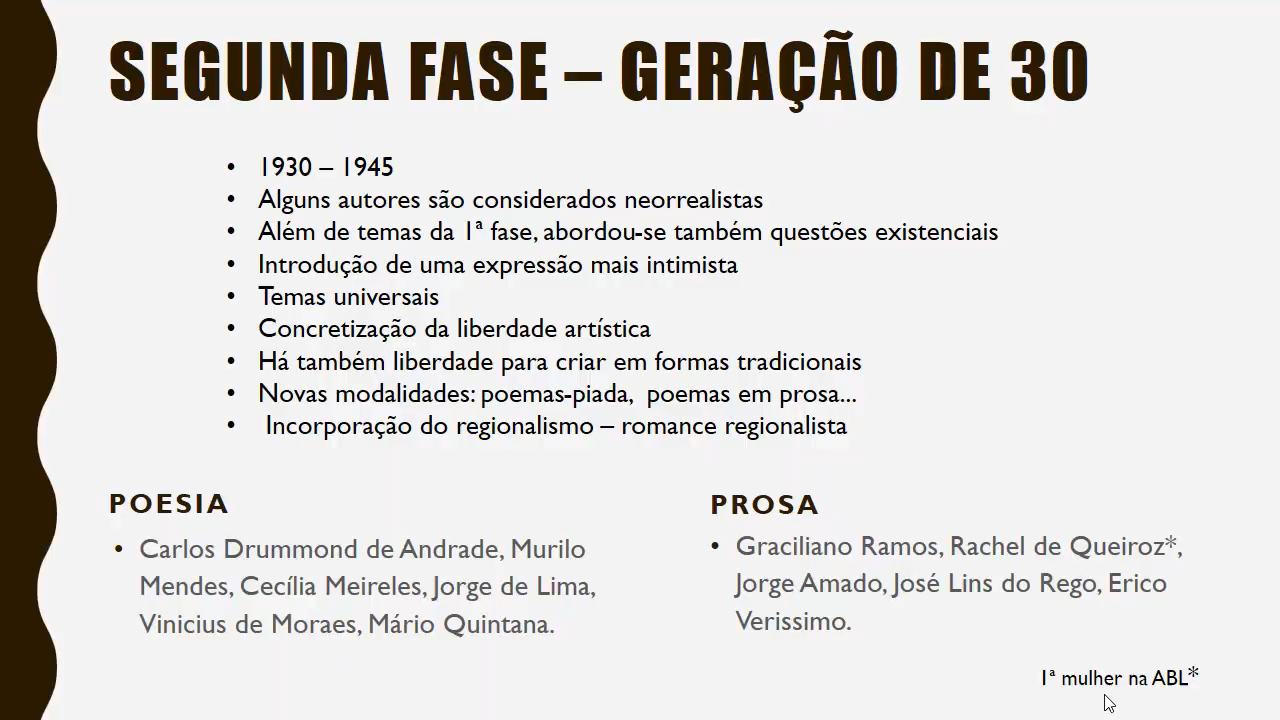 SEGUNDA FASE – GERAÇÃO DE 30
• 1930 – 1945
• Alguns autores são considerados neorrealistas
• Além de temas da 1ª fase, abordou-se também questões existenciais
• Introdução de uma expressão mais intimista
• Temas universais
• Concretização da liberdade artística
• Há também liberdade para criar em formas tradicionais
• Novas modalidades: poemas-piada, poemas em prosa...
• Incorporação do regionalismo – romance regionalista
POESIA
• Carlos Drummond de Andrade, Murilo
Mendes, Cecília Meireles, Jorge de Lima,
Vinicius de Moraes, Mário Quintana.
PROSA
• Graciliano Ramos, Rachel de Queiroz*,
Jorge Amado, José Lins do Rego, Erico
Verissimo.
1ª mulher na ABL*